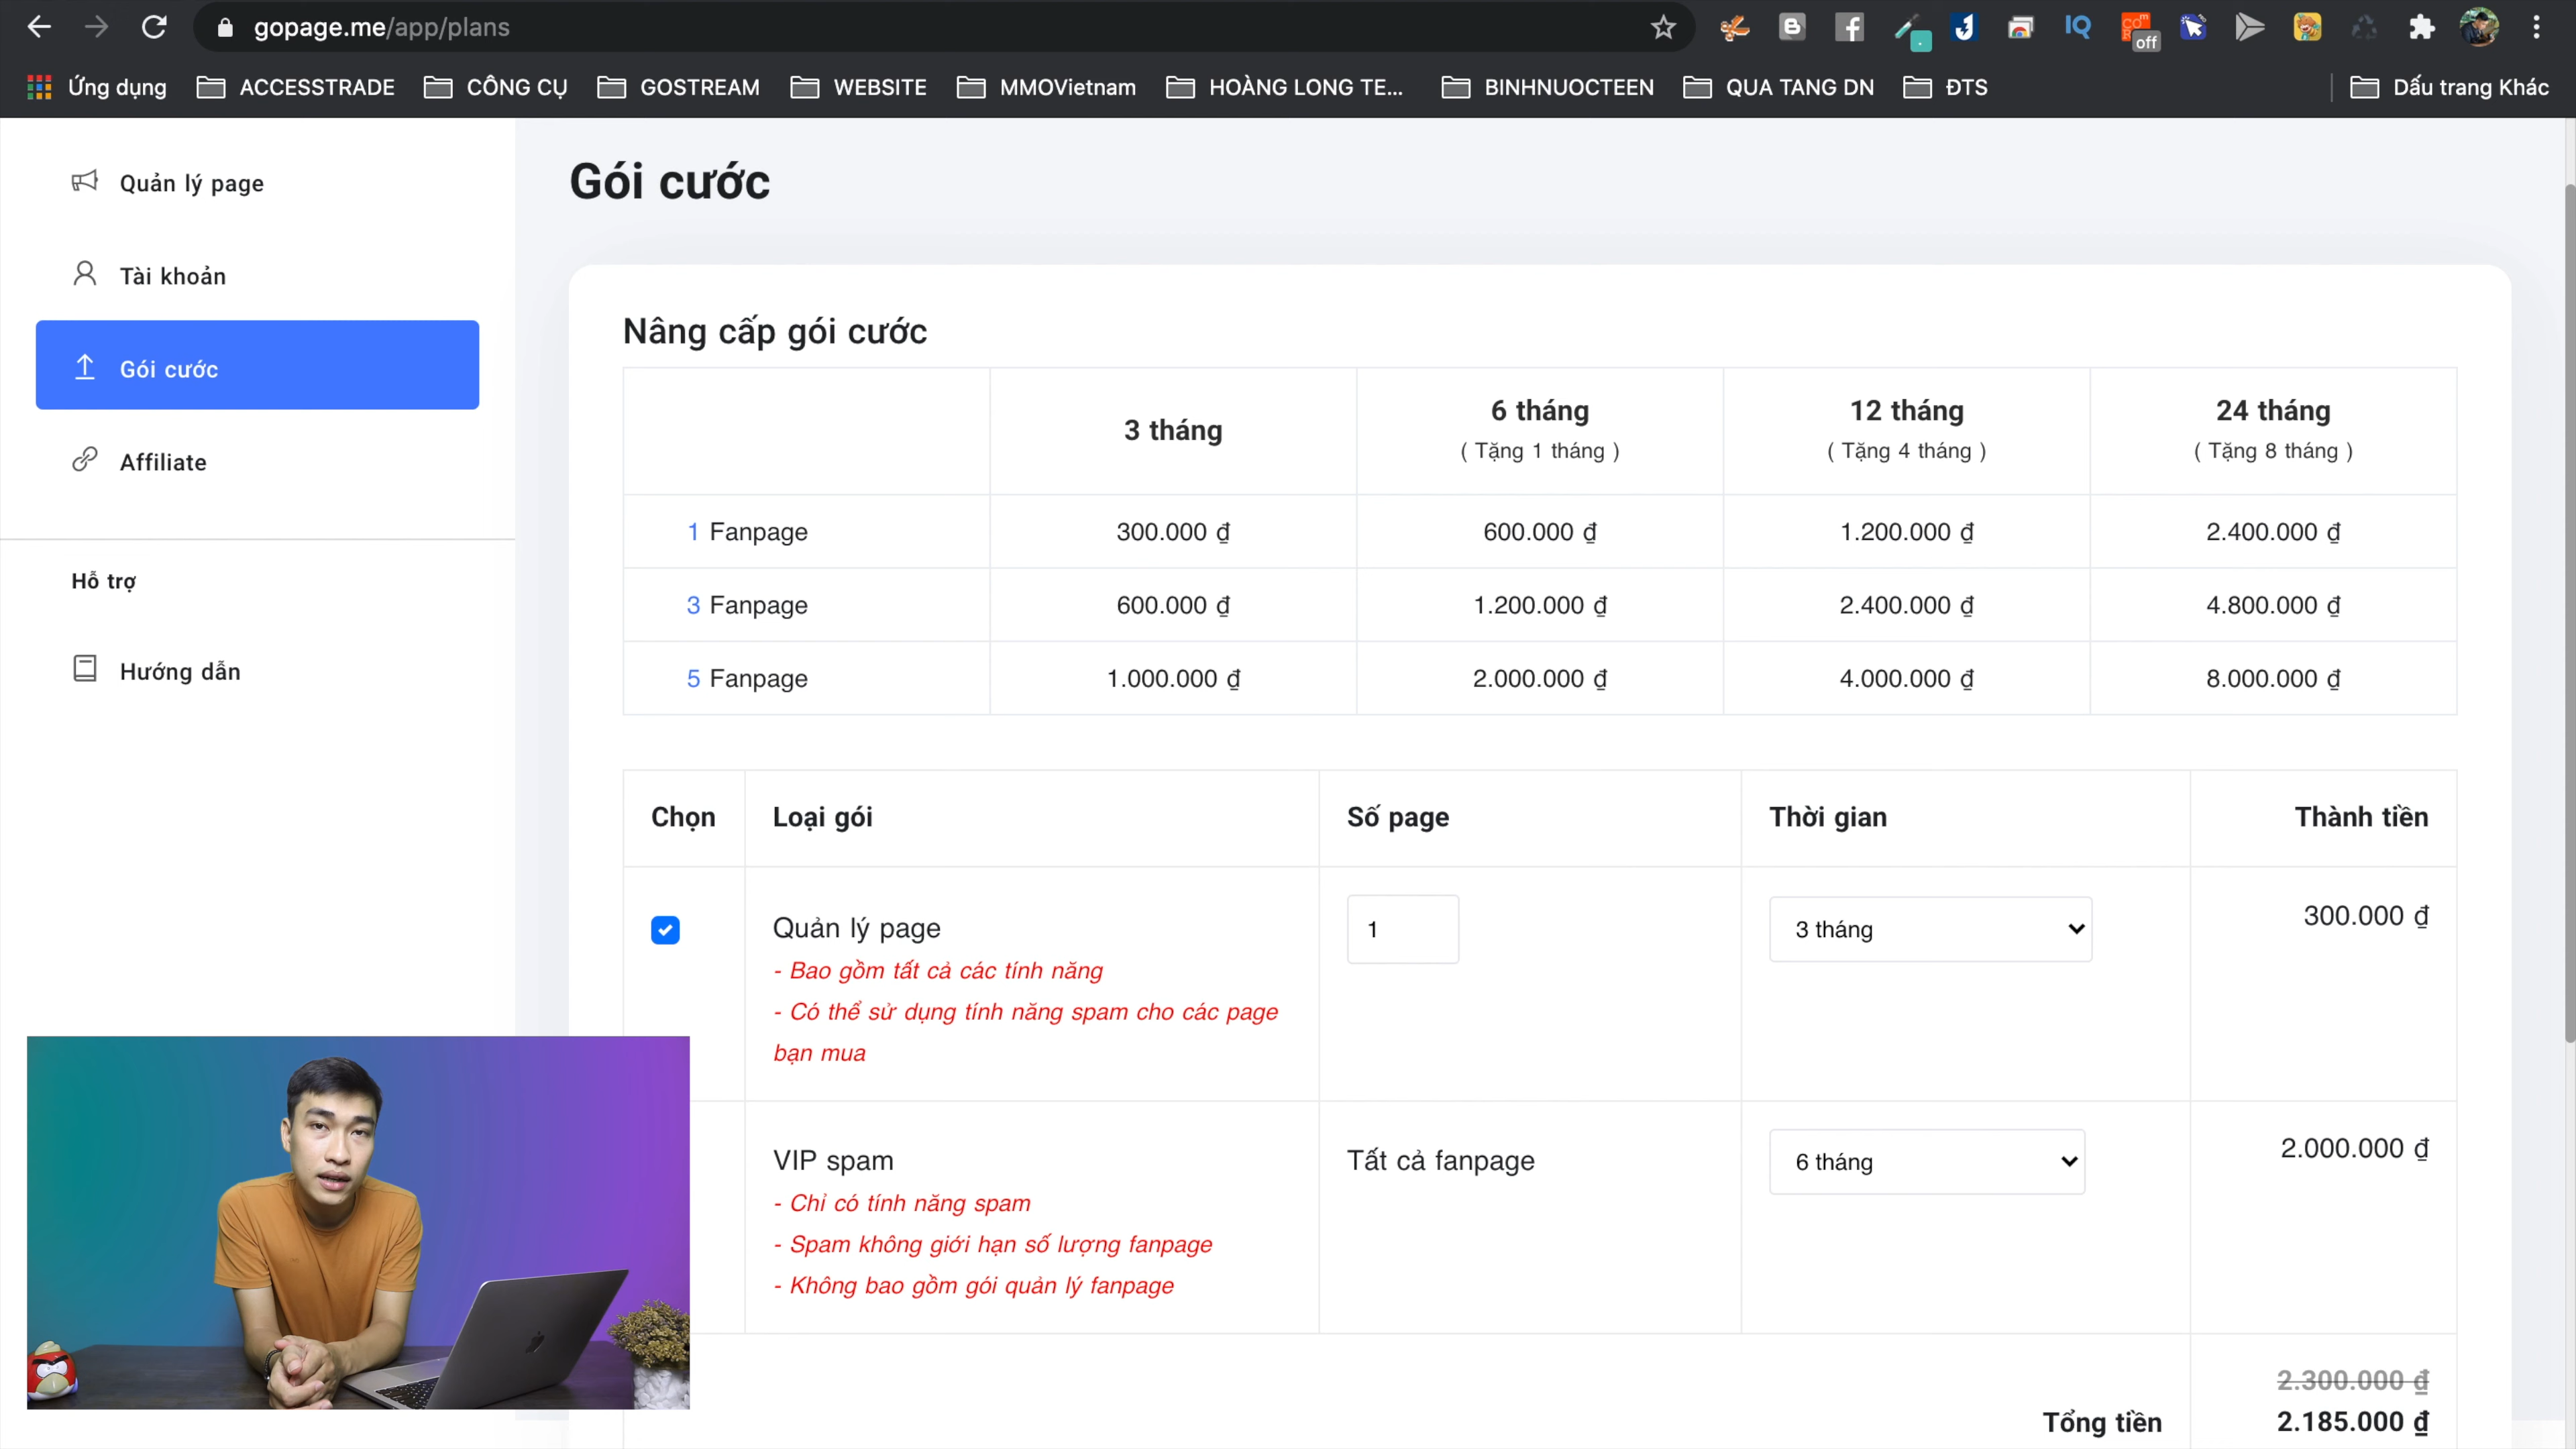 gopage.me/app/plans
IQ
off
Ứng dụng
ACCESSTRADE
CÔNG CỤ
GOSTREAM
WEBSITE
MMOVietnam
HOÀNG LONG TE...
BINHNUOCTEEN
QUA TANG DN
ĐTS
Dấu trang Khác
Quản lý page
Tài khoản
Gói cước
Affiliate
Hỗ trợ
Hướng dẫn
Gói cước
Nâng cấp gói cước
3 tháng
6 tháng
( Tặng 1 tháng )
12 tháng
( Tặng 4 tháng )
24 tháng
( Tặng 8 tháng )
1 Fanpage 300.000 ₫ 600.000 ₫ 1.200.000 ₫ 2.400.000 ₫
3 Fanpage 600.000 ₫ 1.200.000 ₫ 2.400.000 ₫ 4.800.000 ₫
5 Fanpage 1.000.000 ₫ 2.000.000 ₫ 4.000.000 ₫ 8.000.000 ₫
Chọn Loại gói Số page Thời gian Thành tiền
Quản lý page 1 3 tháng 300.000 ₫
- Bao gồm tất cả các tính năng
- Có thể sử dụng tính năng spam cho các page
bạn mua
VIP spam Tất cả fanpage 6 tháng 2.000.000 ₫
- Chỉ có tính năng spam
- Spam không giới hạn số lượng fanpage
- Không bao gồm gói quản lý fanpage
2.300.000 ₫
Tổng tiền 2.185.000 ₫